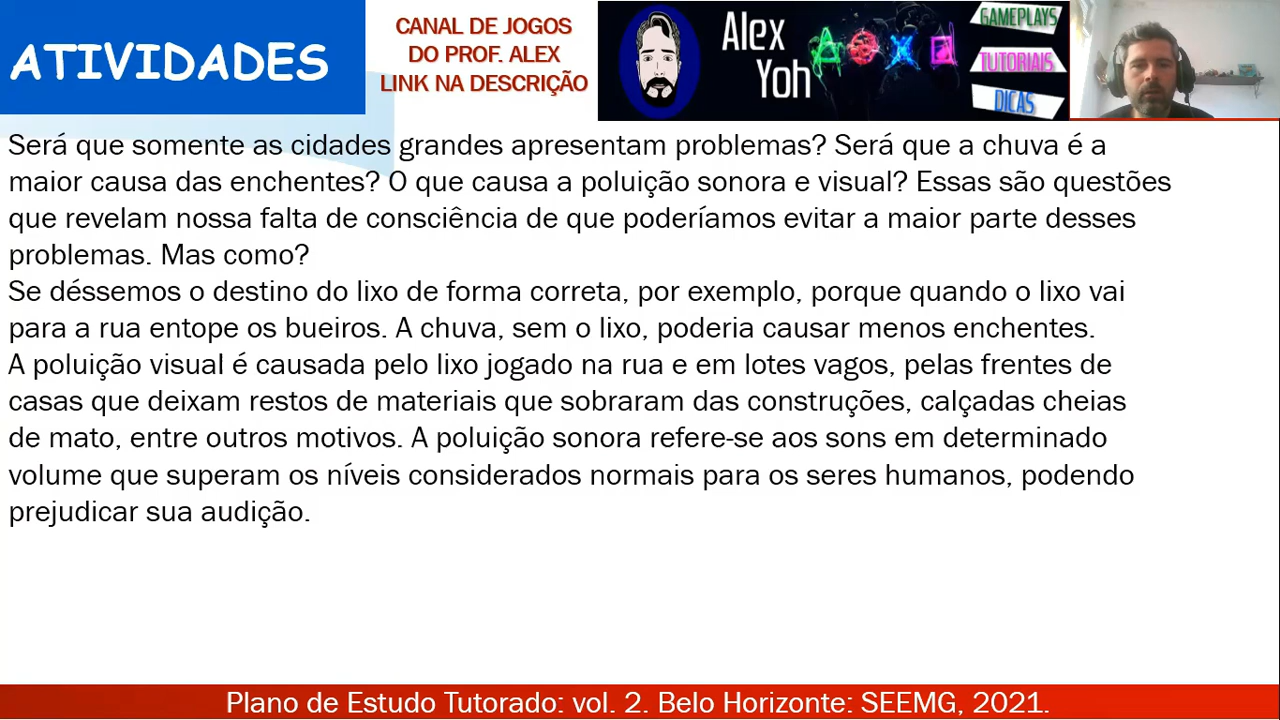 ATIVIDADES
CANAL DE JOGOS
DO PROF. ALEX
LINK NA DESCRIÇÃO
Alex
Yoh
GAMEPLAYS
TUTORIAIS
DICAS
Será que somente as cidades grandes apresentam problemas? Será que a chuva é a
maior causa das enchentes? O que causa a poluição sonora e visual? Essas são questões
que revelam nossa falta de consciência de que poderíamos evitar a maior parte desses
problemas. Mas como?
Se déssemos o destino do lixo de forma correta, por exemplo, porque quando o lixo vai
para a rua entope os bueiros. A chuva, sem o lixo, poderia causar menos enchentes.
A poluição visual é causada pelo lixo jogado na rua e em lotes vagos, pelas frentes de
casas que deixam restos de materiais que sobraram das construções, calçadas cheias
de mato, entre outros motivos. A poluição sonora refere-se aos sons em determinado
volume que superam os níveis considerados normais para os seres humanos, podendo
prejudicar sua audição.
Plano de Estudo Tutorado: vol. 2. Belo Horizonte: SEEMG, 2021.